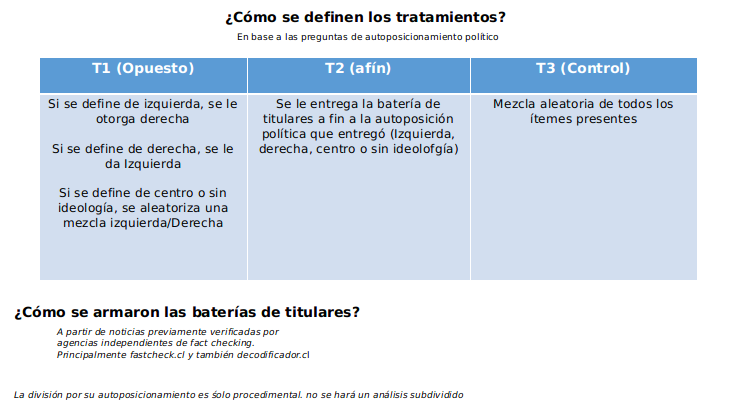 ¿Cómo se definen los tratamientos?
En base a las preguntas de autoposicionamiento político
T1 (Opuesto)
T2 (afín)
T3 (Control)
Si se define de izquierda, se le
otorga derecha
Si se define de derecha, se le
da Izquierda
Si se define de centro o sin
ideología, se aleatoriza una
mezcla izquierda/Derecha
Se le entrega la batería de
titulares a fin a la autoposición
política que entregó (Izquierda,
derecha, centro o sin ideolofgía)
Mezcla aleatoria de todos los
ítemes presentes
¿Cómo se armaron las baterías de titulares?
A partir de noticias previamente verificadas por
agencias independientes de fact checking.
Principalmente fastcheck.cl y también decodificador.cl
La división por su autoposicionamiento es śolo procedimental. no se hará un análisis subdividido